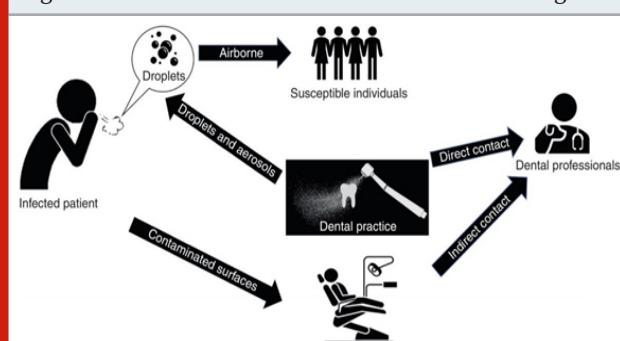 Droplets
Airborne
Susceptible individuals
Droplets and aerosols
Direct contact
Dental professionals
Infected patient
Dental practice
Indirect contact
Contaminated surfaces